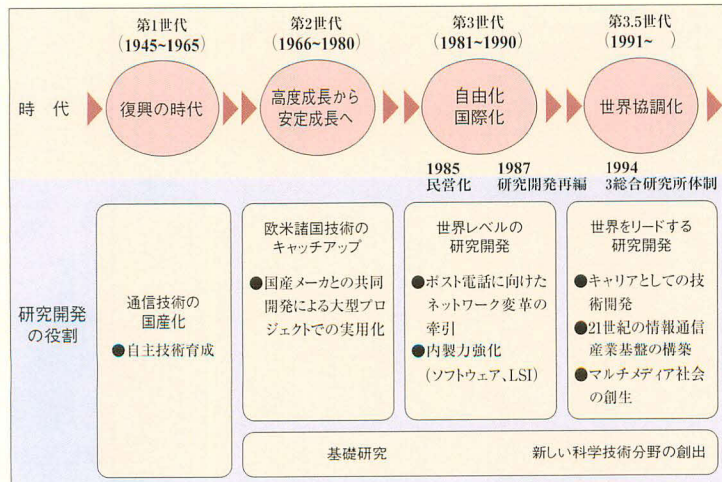 第1世代
(1945~1965)
第2世代
(1966~1980)
第3世代
(1981~1990)
第3.5世代
(1991~ )
時 代
復興の時代
高度成長から
安定成長へ
自由化
国際化
世界協調化
1985
民営化
1987
研究開発再編
1994
3総合研究所体制
研究開発
の役割
通信技術の
国産化
●自主技術育成
欧米諸国技術の
キャッチアップ
●国産メーカとの共同
開発による大型プロ
ジェクトでの実用化
世界レベルの
研究開発
●ポスト電話に向けた
ネットワーク変革の
牽引
●内製力強化
(ソフトウェア、LSI)
世界をリードする
研究開発
●キャリアとしての技
術開発
●21世紀の情報通信
産業基盤の構築
●マルチメディア社会
の創生
基礎研究
新しい科学技術分野の創出